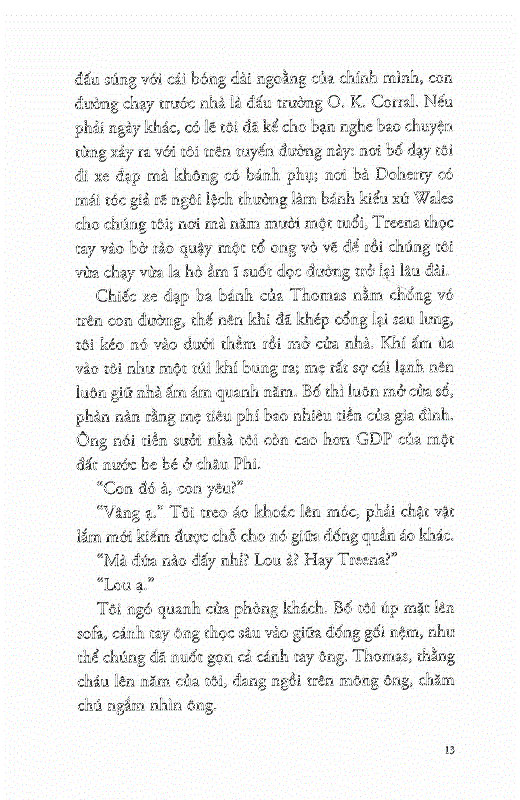 đấu súng với cái bóng dài ngoằng của chính mình, con
đường chạy trước nhà là đấu trường O. K. Corral. Nếu
phải ngày khác, có lẽ tôi đã kể cho bạn nghe bao chuyện
từng xảy ra với tôi trên tuyến đường này: nơi bố dạy tôi
đi xe đạp mà không có bánh phụ; nơi bà Doherty có
mái tóc giả rẽ ngôi lệch thường làm bánh kiểu xứ Wales
cho chúng tôi; nơi mà năm mười một tuổi, Treena thọc
tay vào bờ rào quậy một tổ ong vò vẽ để rồi chúng tôi
vừa chạy vừa la hò ầm ĩ suốt dọc đường trở lại lâu đài.
Chiếc xe đạp ba bánh của Thomas nằm chổng vó
trên con đường, thế nên khi đã khép cổng lại sau lưng,
tôi kéo nó vào dưới thềm rồi mở cửa nhà. Khí ấm ùa
vào tôi như một túi khí bung ra; mẹ rất sợ cái lạnh nên
luôn giữ nhà ấm áp quanh năm. Bố thì luôn mở cửa sổ,
phàn nàn rằng mẹ tiêu phí bao nhiêu tiền của gia đình.
Ông nói tiền sưởi nhà tôi còn cao hơn GDP của một
đất nước be bé ở châu Phi.
"Con đó à, con yêu?"
"Vâng ạ." Tôi treo áo khoác lên móc, phải chật vật
lắm mới kiếm được chỗ cho nó giữa đống quần áo khác.
"Mà đứa nào đấy nhỉ? Lou à? Hay Treena?"
"Lou ạ."
Tôi ngó quanh cửa phòng khách. Bố tôi úp mặt lên
sofa, cánh tay ông thọc sâu vào giữa đống gối nệm, như
thể chúng đã nuốt gọn cả cánh tay ông. Thomas, thằng
cháu lên năm của tôi, đang ngồi trên mông ông, chăm
chú ngắm nhìn ông.
13